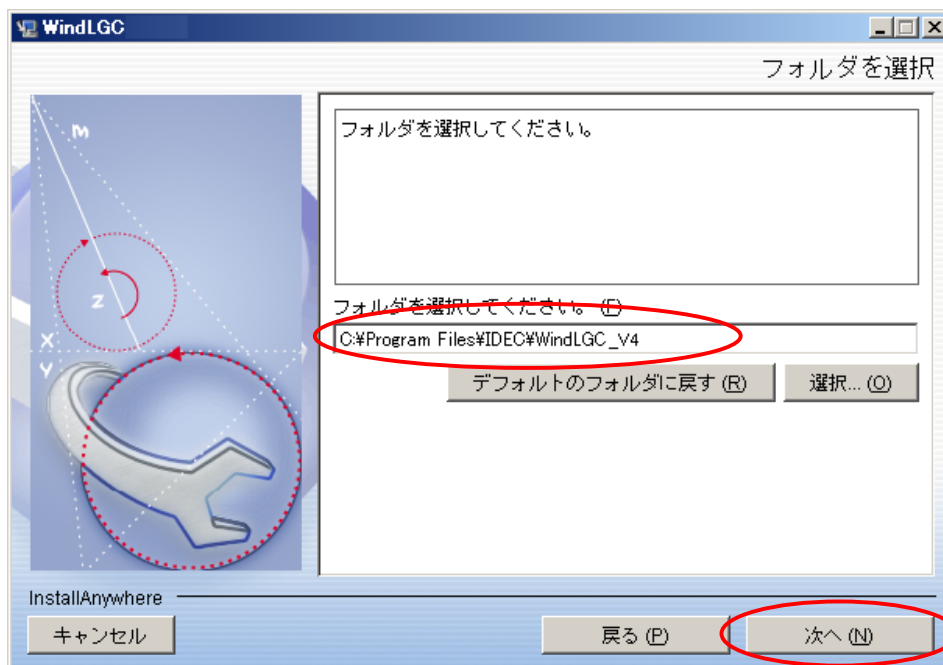 WindLGC
フォルダを選択
M
Z
X
Y
フォルダを選択してください。
フォルダを選択してください。 (F)
C:¥Program Files¥IDEC¥WindLGC_V4
デフォルトのフォルダに戻す (R)
選択... (O)
InstallAnywhere
キャンセル
戻る (P)
次へ (N)